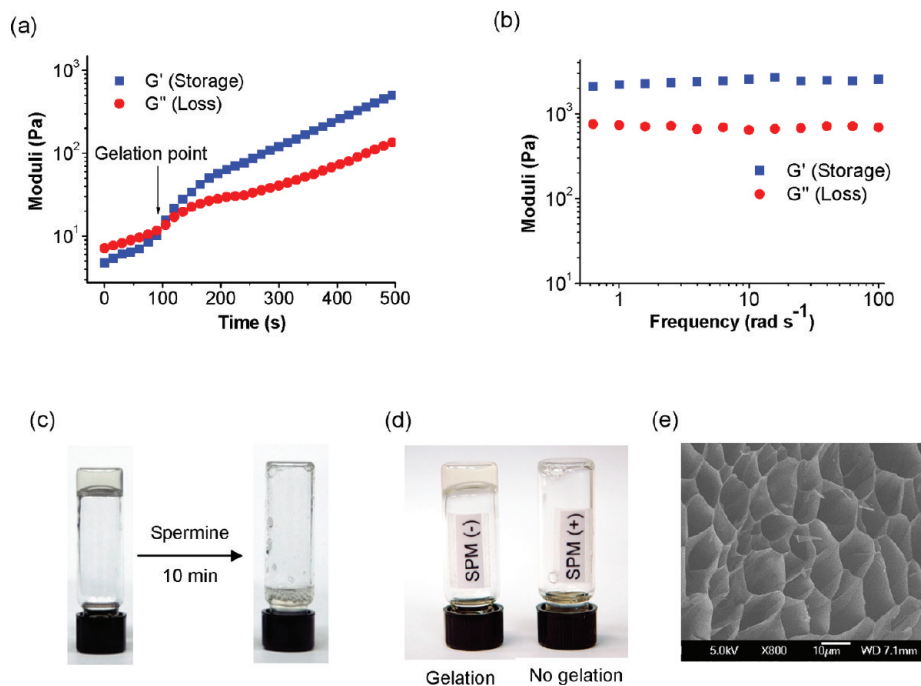 (a)
10³
10²
10¹
Moduli (Pa)
G' (Storage)
G" (Loss)
Gelation point
0
100
200
300
400
500
Time (s)
(b)
10³
10²
10¹
Moduli (Pa)
G' (Storage)
G" (Loss)
1
10
100
Frequency (rad s⁻¹)
(c)
Spermine
10 min
(d)
SPM (-)
SPM (+)
Gelation
No gelation
(e)
5.0kV X800 10µm WD 7.1mm